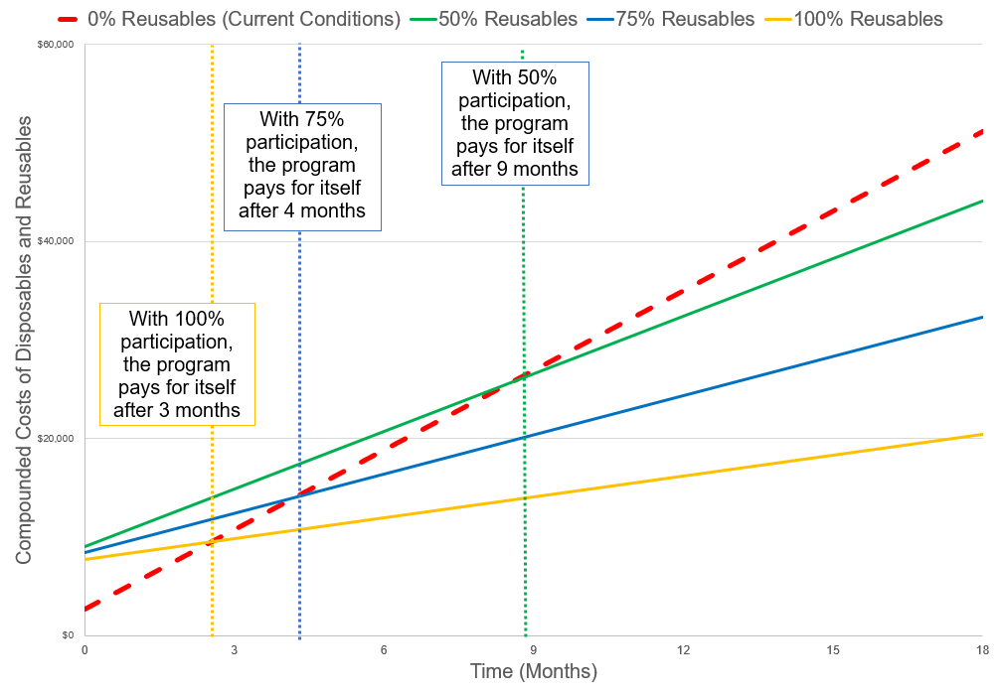 0% Reusables (Current Conditions) 50% Reusables 75% Reusables 100% Reusables
$60,000
$40,000
$20,000
$0
Compounded Costs of Disposables and Reusables
With 100%
participation,
the program
pays for itself
after 3 months
With 75%
participation,
the program
pays for itself
after 4 months
With 50%
participation,
the program
pays for itself
after 9 months
0 3 6 9 12 15 18
Time (Months)